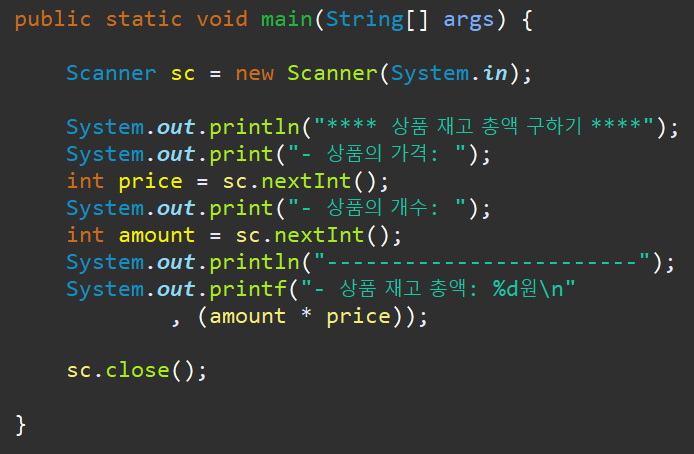 public static void main(String[] args) {
Scanner sc = new Scanner(System.in);
System.out.println("**** 상품 재고 총액 구하기 ****");
System.out.print("- 상품의 가격: ");
int price = sc.nextInt();
System.out.print("- 상품의 개수: ");
int amount = sc.nextInt();
System.out.println("------------------------");
System.out.printf("- 상품 재고 총액: %d원\n"
, (amount * price));
sc.close();
}